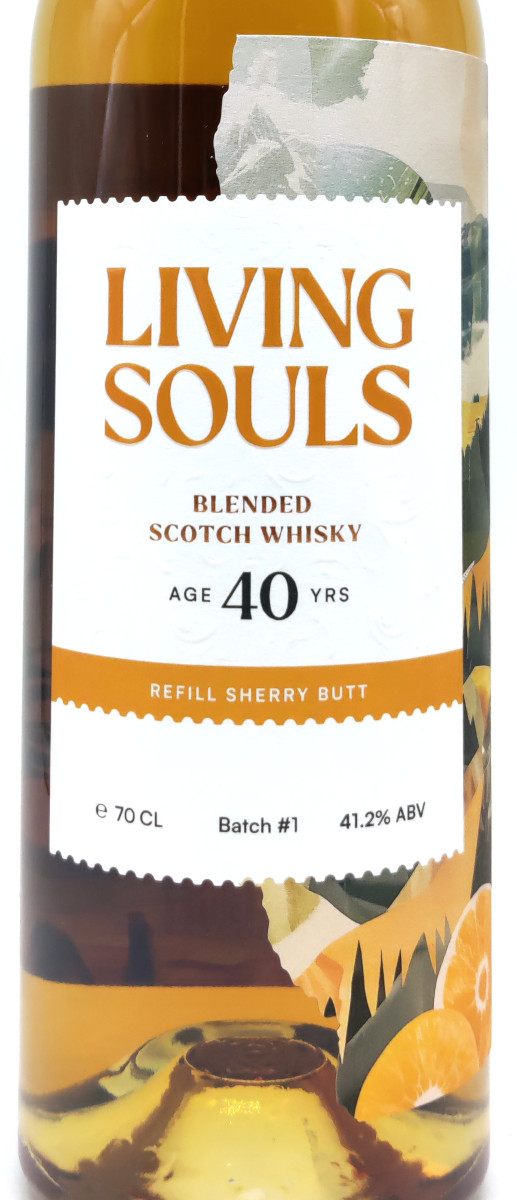 LIVING
SOULS
BLENDED
SCOTCH WHISKY
AGE 40 YRS
REFILL SHERRY BUTT
℮ 70 CL Batch #1 41.2% ABV